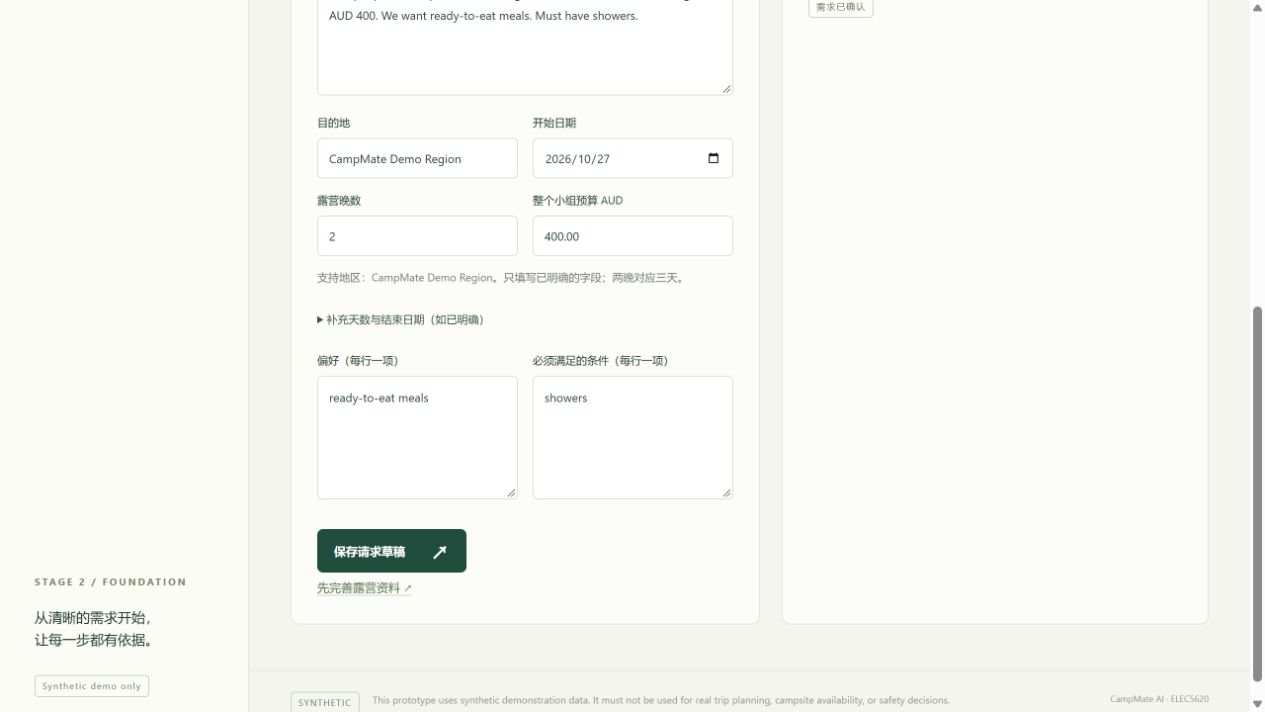 AUD 400. We want ready-to-eat meals. Must have showers.
需求已确认
目的地
开始日期
CampMate Demo Region
2026/10/27
露营晚数
整个小组预算 AUD
2
400.00
支持地区：CampMate Demo Region。只填写已明确的字段；两晚对应三天。
补充天数与结束日期（如已明确）
偏好（每行一项）
必须满足的条件（每行一项）
ready-to-eat meals
showers
保存请求草稿 ↗
先完善露营资料 ↗
STAGE 2 / FOUNDATION
从清晰的需求开始，
让每一步都有依据。
Synthetic demo only
SYNTHETIC
This prototype uses synthetic demonstration data. It must not be used for real trip planning, campsite availability, or safety decisions.
CampMate AI · ELEC5620